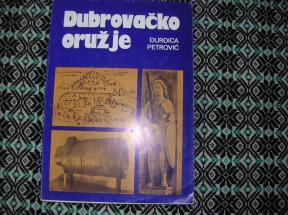 Dubrovačko
oružje
ĐURĐICA
PETROVIĆ